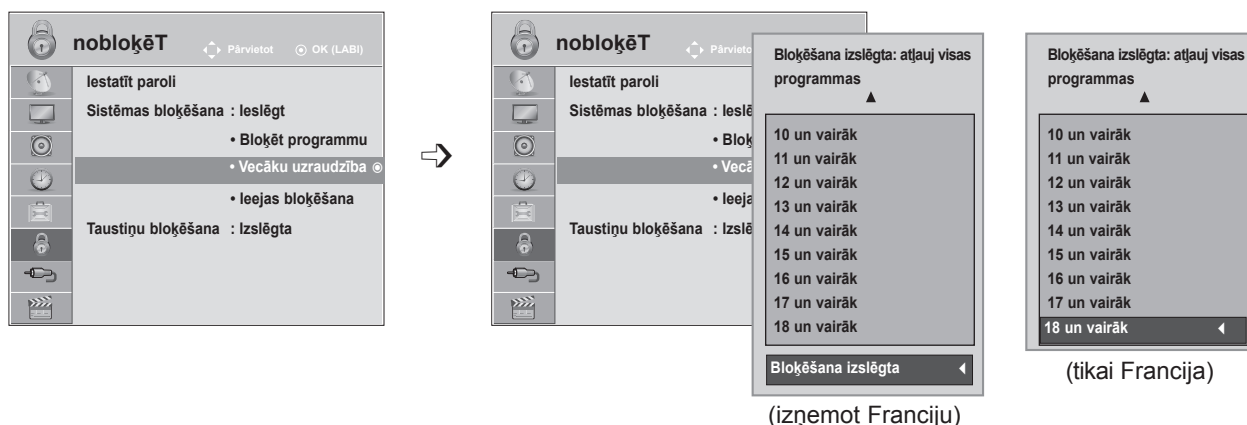 nobloķēT Pārvietot OK (LABI)
Iestatīt paroli
Sistēmas bloķēšana : Ieslēgt
• Bloķēt programmu
• Vecāku uzraudzība
• Ieejas bloķēšana
Taustiņu bloķēšana : Izslēgta
nobloķēT Pārvieto
Iestatīt paroli
Sistēmas bloķēšana : Ieslē
• Blok
• Vecā
• Ieeja
Taustiņu bloķēšana : Izslē
Bloķēšana izslēgta: atļauj visas
programmas
10 un vairāk
11 un vairāk
12 un vairāk
13 un vairāk
14 un vairāk
15 un vairāk
16 un vairāk
17 un vairāk
18 un vairāk
Bloķēšana izslēgta
(izņemot Franciju)
Bloķēšana izslēgta: atļauj visas
programmas
10 un vairāk
11 un vairāk
12 un vairāk
13 un vairāk
14 un vairāk
15 un vairāk
16 un vairāk
17 un vairāk
18 un vairāk
(tikai Francija)